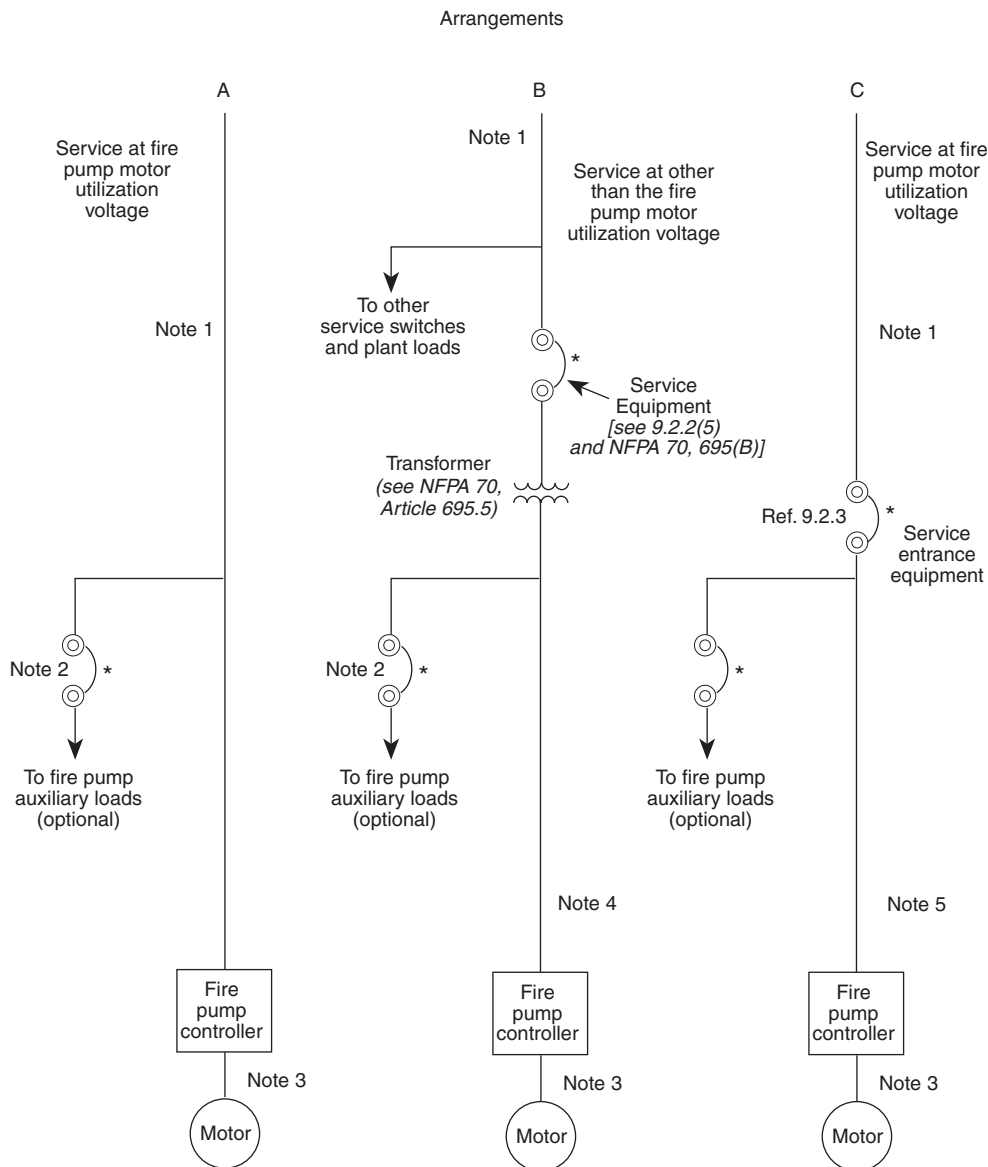 Arrangements
A
Service at fire
pump motor
utilization
voltage
Note 1
Note 2
*
To fire pump
auxiliary loads
(optional)
Fire
pump
controller
Note 3
Motor
B
Note 1
Service at other
than the fire
pump motor
utilization voltage
To other
service switches
and plant loads
*
Service
Equipment
[see 9.2.2(5)
and NFPA 70, 695(B)]
Transformer
(see NFPA 70,
Article 695.5)
Note 2
*
To fire pump
auxiliary loads
(optional)
Note 4
Fire
pump
controller
Note 3
Motor
C
Service at fire
pump motor
utilization
voltage
Note 1
Ref. 9.2.3
*
Service
entrance
equipment
*
To fire pump
auxiliary loads
(optional)
Note 5
Fire
pump
controller
Note 3
Motor